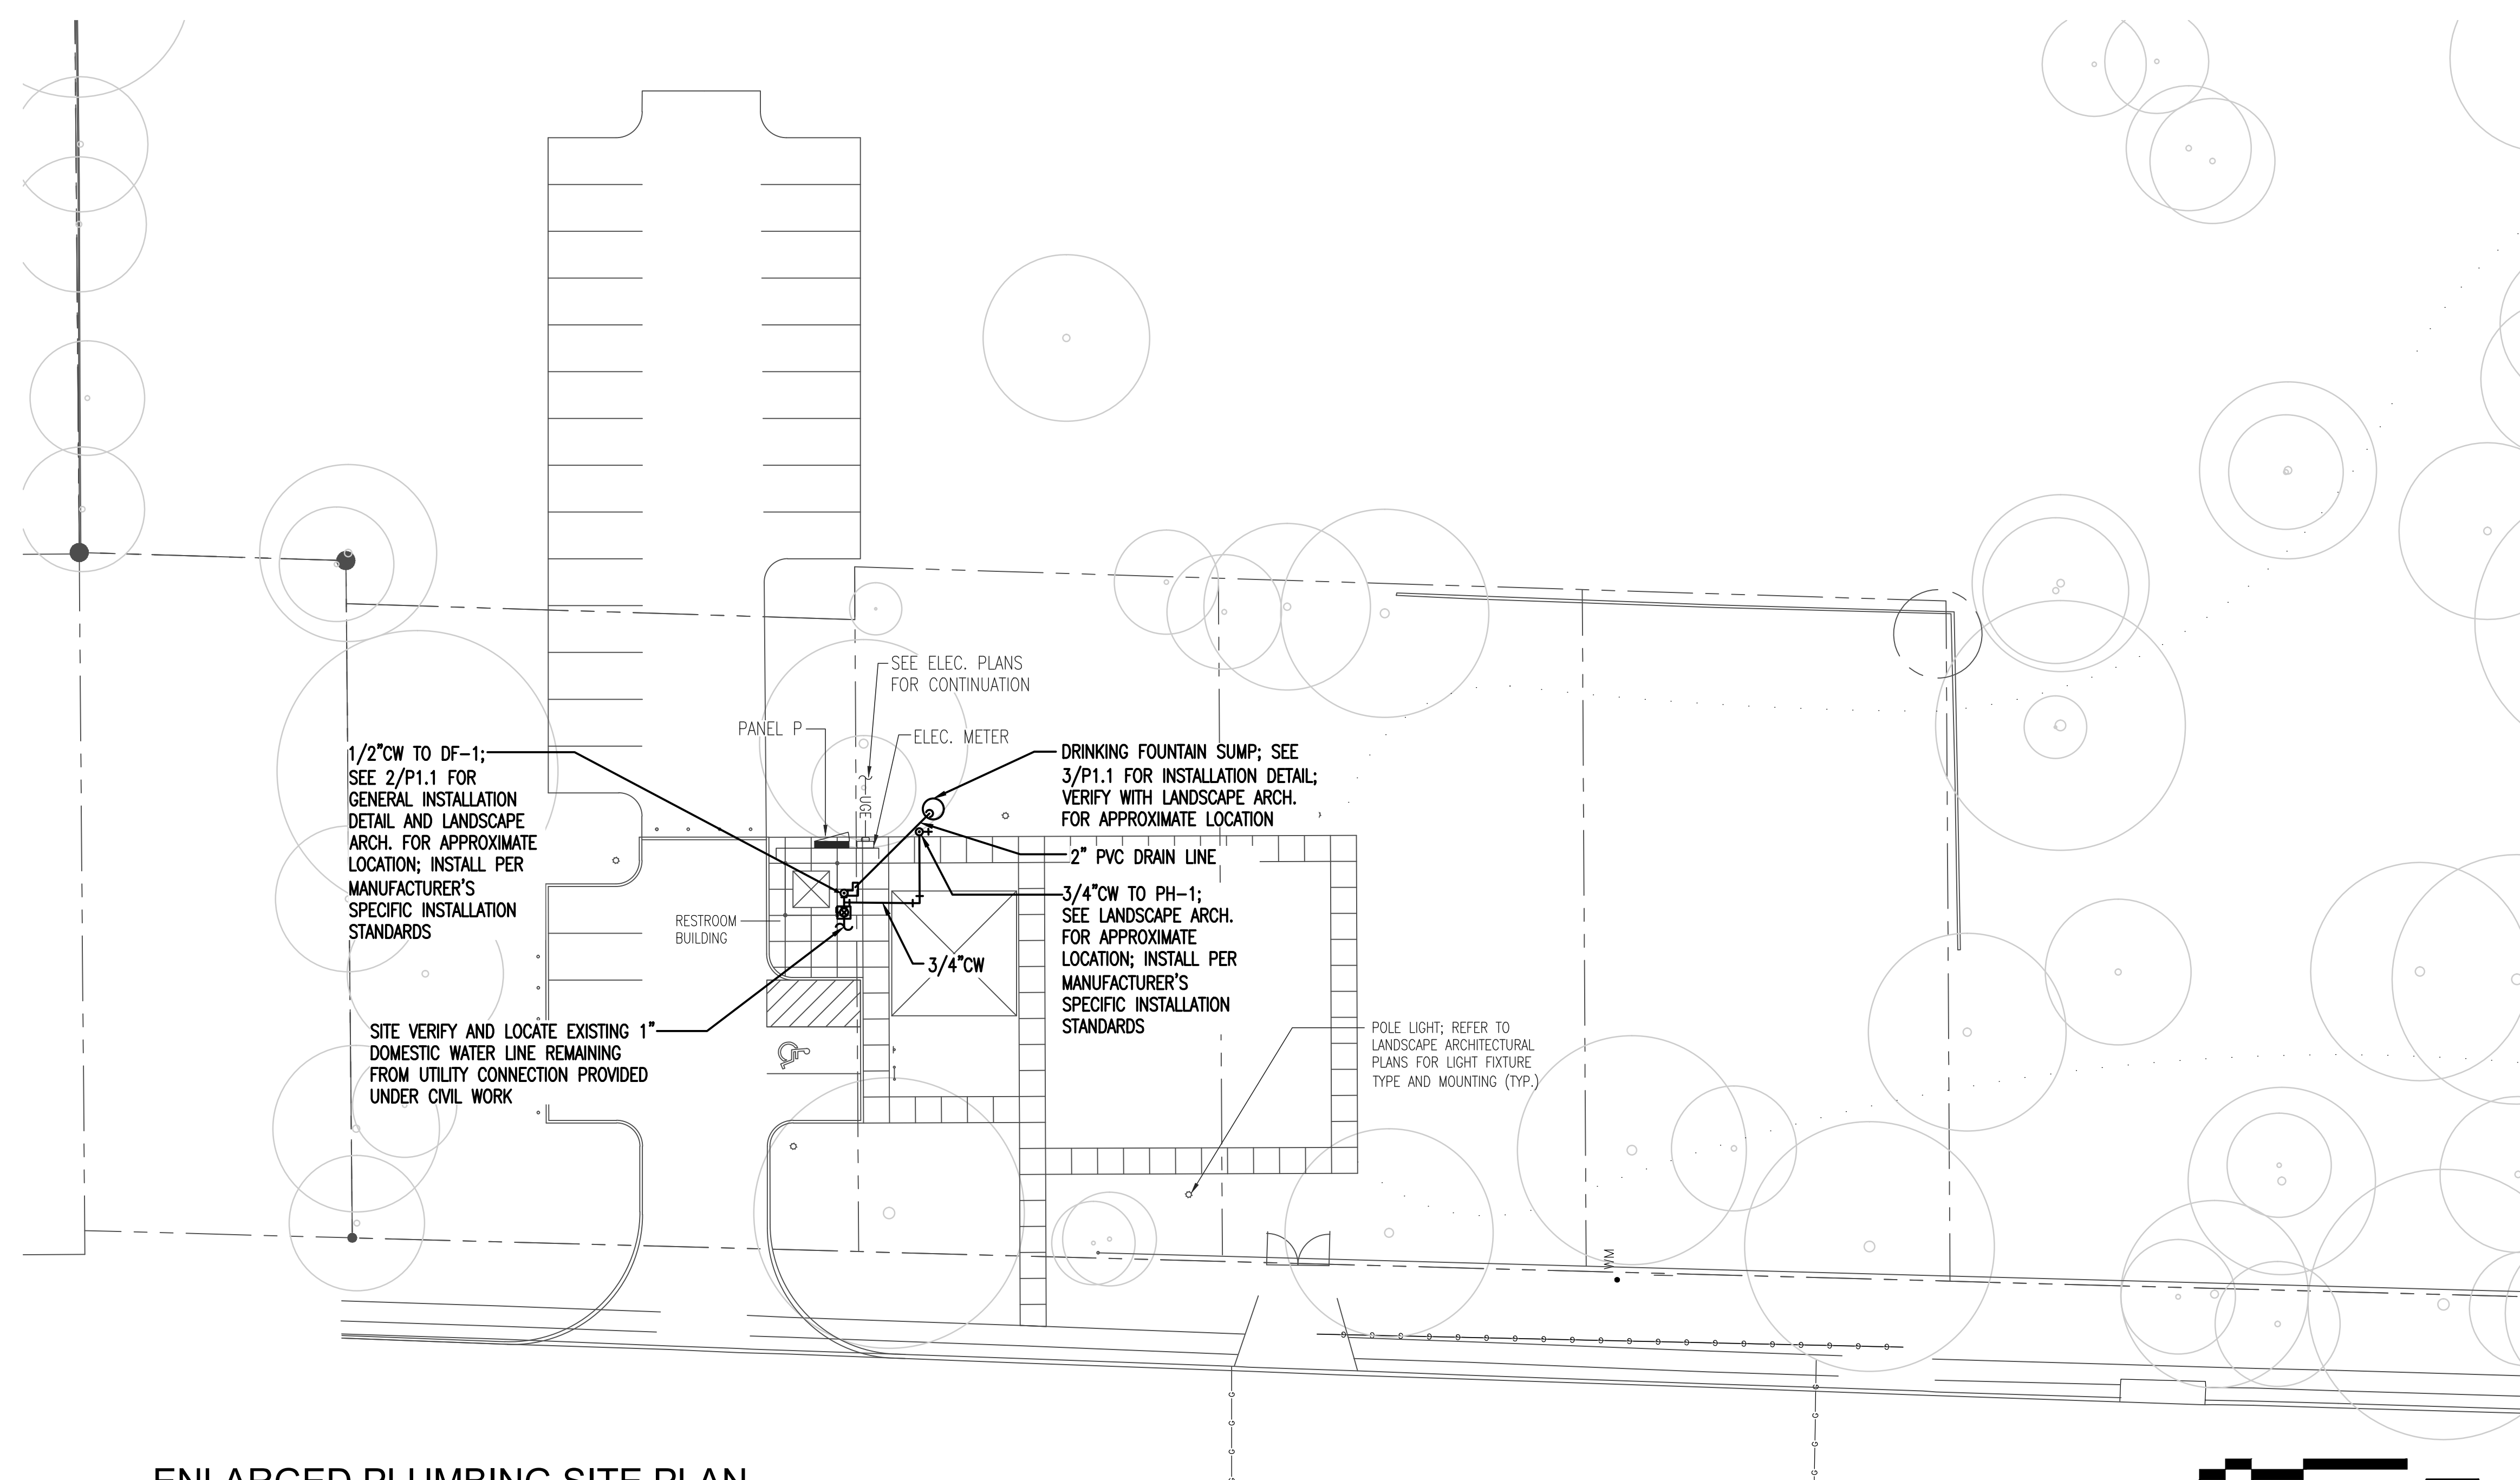 SEE ELEC. PLANS
FOR CONTINUATION
PANEL P
ELEC. METER
UGE
1/2"CW TO DF-1;
SEE 2/P1.1 FOR
GENERAL INSTALLATION
DETAIL AND LANDSCAPE
ARCH. FOR APPROXIMATE
LOCATION; INSTALL PER
MANUFACTURER'S
SPECIFIC INSTALLATION
STANDARDS
DRINKING FOUNTAIN SUMP; SEE
3/P1.1 FOR INSTALLATION DETAIL;
VERIFY WITH LANDSCAPE ARCH.
FOR APPROXIMATE LOCATION
2" PVC DRAIN LINE
3/4"CW TO PH-1;
SEE LANDSCAPE ARCH.
FOR APPROXIMATE
LOCATION; INSTALL PER
MANUFACTURER'S
SPECIFIC INSTALLATION
STANDARDS
RESTROOM
BUILDING
3/4"CW
SITE VERIFY AND LOCATE EXISTING 1"
DOMESTIC WATER LINE REMAINING
FROM UTILITY CONNECTION PROVIDED
UNDER CIVIL WORK
POLE LIGHT; REFER TO
LANDSCAPE ARCHITECTURAL
PLANS FOR LIGHT FIXTURE
TYPE AND MOUNTING (TYP.)
WM
G G G G G G G G G G G G G G G G G G G G
G
G
G
G
G
G
G
G
ENLARGED PLUMBING SITE PLAN